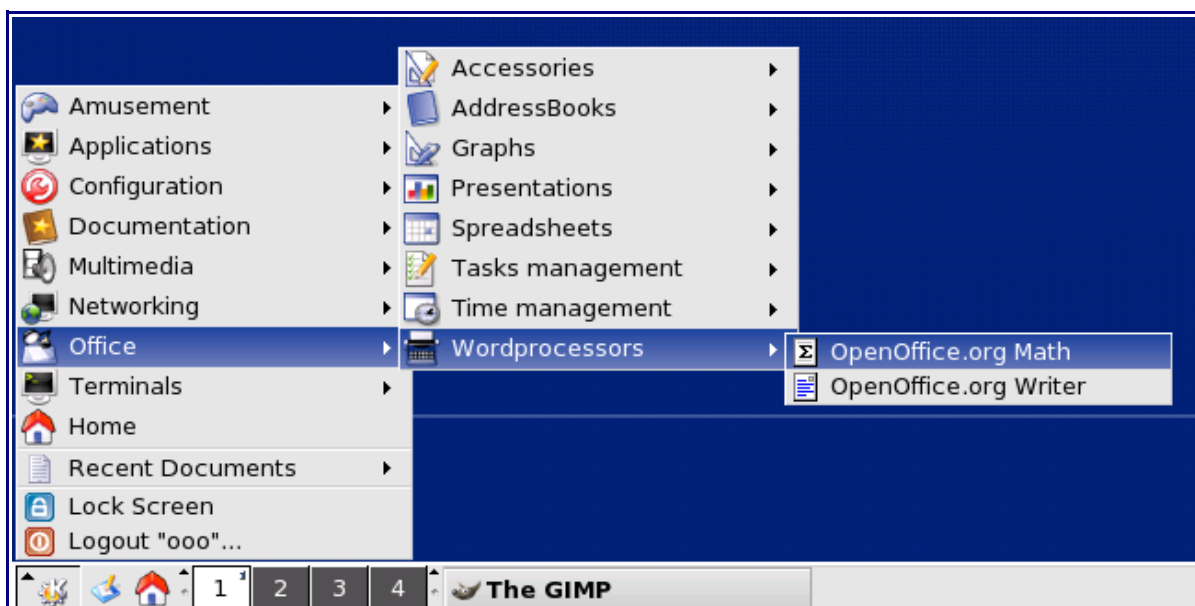 Amusement
Applications
Configuration
Documentation
Multimedia
Networking
Office
Terminals
Home
Recent Documents
Lock Screen
Logout "ooo"...
Accessories
AddressBooks
Graphs
Presentations
Spreadsheets
Tasks management
Time management
Wordprocessors
OpenOffice.org Math
OpenOffice.org Writer
1 2 3 4 The GIMP